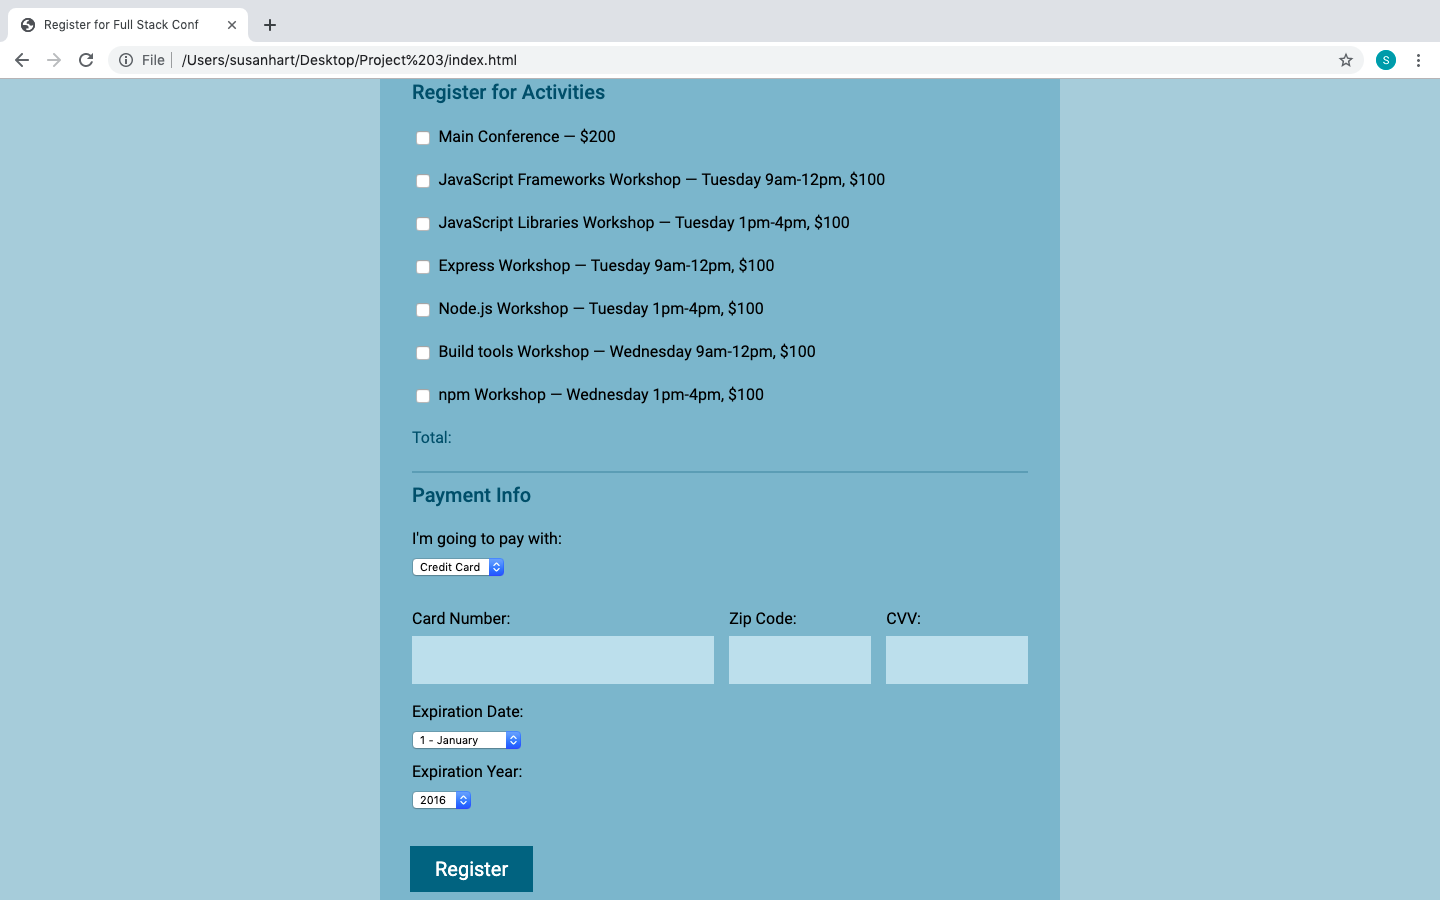 Register for Full Stack Conf
File /Users/susanhart/Desktop/Project%203/index.html
S
Register for Activities
Main Conference — $200
JavaScript Frameworks Workshop — Tuesday 9am-12pm, $100
JavaScript Libraries Workshop — Tuesday 1pm-4pm, $100
Express Workshop — Tuesday 9am-12pm, $100
Node.js Workshop — Tuesday 1pm-4pm, $100
Build tools Workshop — Wednesday 9am-12pm, $100
npm Workshop — Wednesday 1pm-4pm, $100
Total:
Payment Info
I'm going to pay with:
Credit Card
Card Number: Zip Code: CVV:
Expiration Date:
1 - January
Expiration Year:
2016
Register